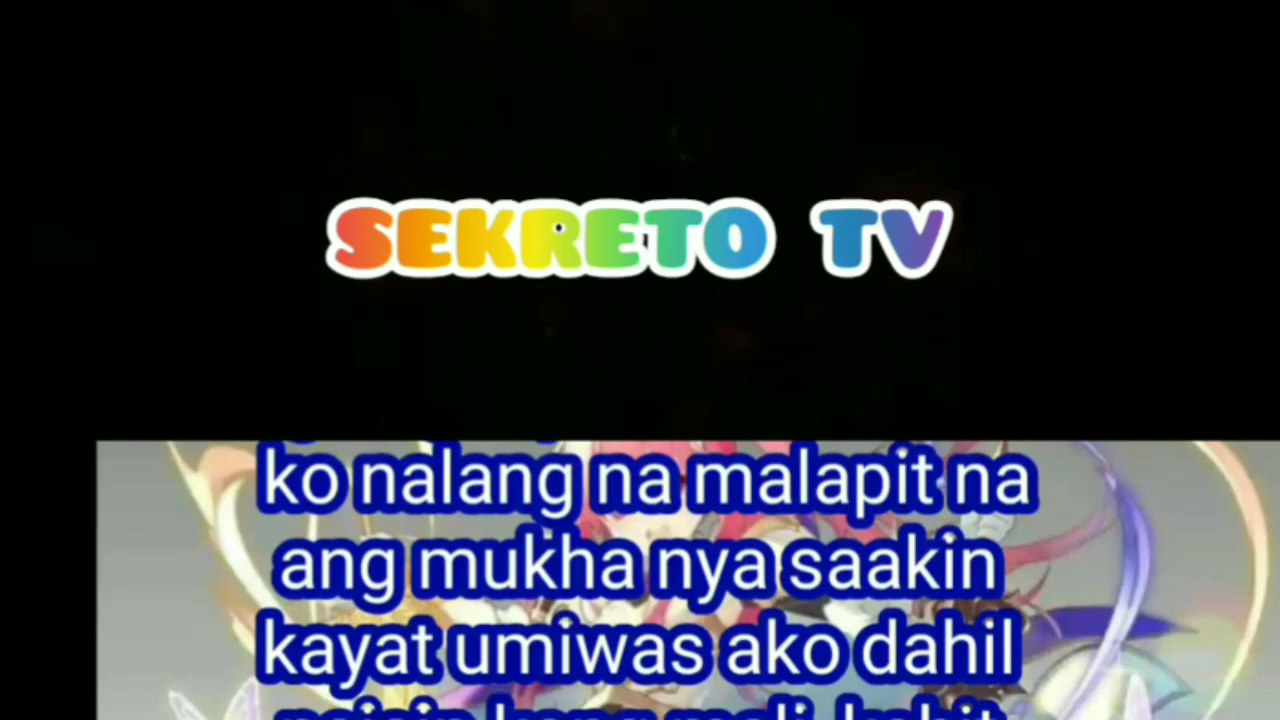 SEKRETO TV
ko nalang na malapit na
ang mukha nya saakin
kayat umiwas ako dahil